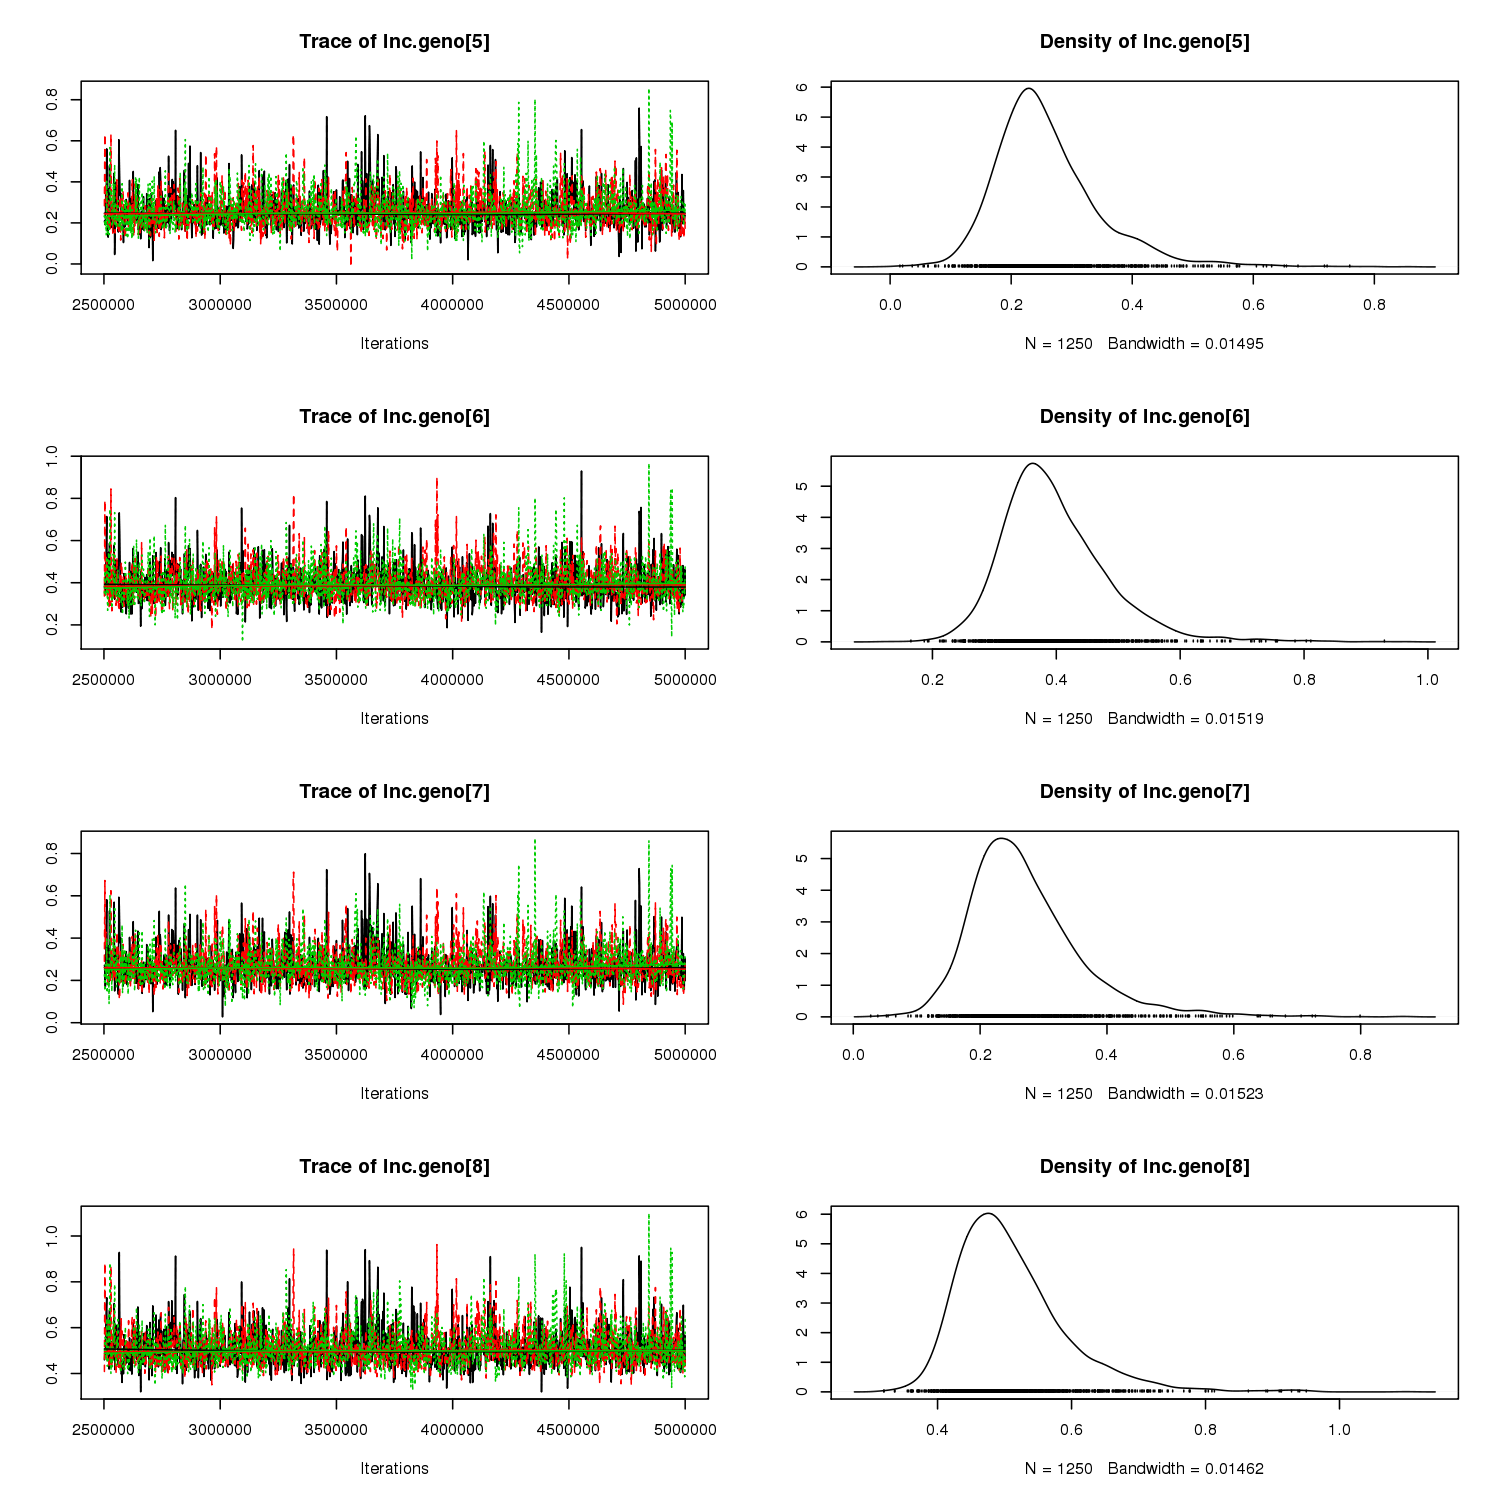 Trace of Inc.geno[5]
0.0 0.2 0.4 0.6 0.8
2500000 3000000 3500000 4000000 4500000 5000000
Iterations
Density of Inc.geno[5]
0 1 2 3 4 5 6
0.0 0.2 0.4 0.6 0.8
N = 1250 Bandwidth = 0.01495
Trace of Inc.geno[6]
0.2 0.4 0.6 0.8 1.0
2500000 3000000 3500000 4000000 4500000 5000000
Iterations
Density of Inc.geno[6]
0 1 2 3 4 5
0.2 0.4 0.6 0.8 1.0
N = 1250 Bandwidth = 0.01519
Trace of Inc.geno[7]
0.0 0.2 0.4 0.6 0.8
2500000 3000000 3500000 4000000 4500000 5000000
Iterations
Density of Inc.geno[7]
0 1 2 3 4 5
0.0 0.2 0.4 0.6 0.8
N = 1250 Bandwidth = 0.01523
Trace of Inc.geno[8]
0.4 0.6 0.8 1.0
2500000 3000000 3500000 4000000 4500000 5000000
Iterations
Density of Inc.geno[8]
0 1 2 3 4 5 6
0.4 0.6 0.8 1.0
N = 1250 Bandwidth = 0.01462